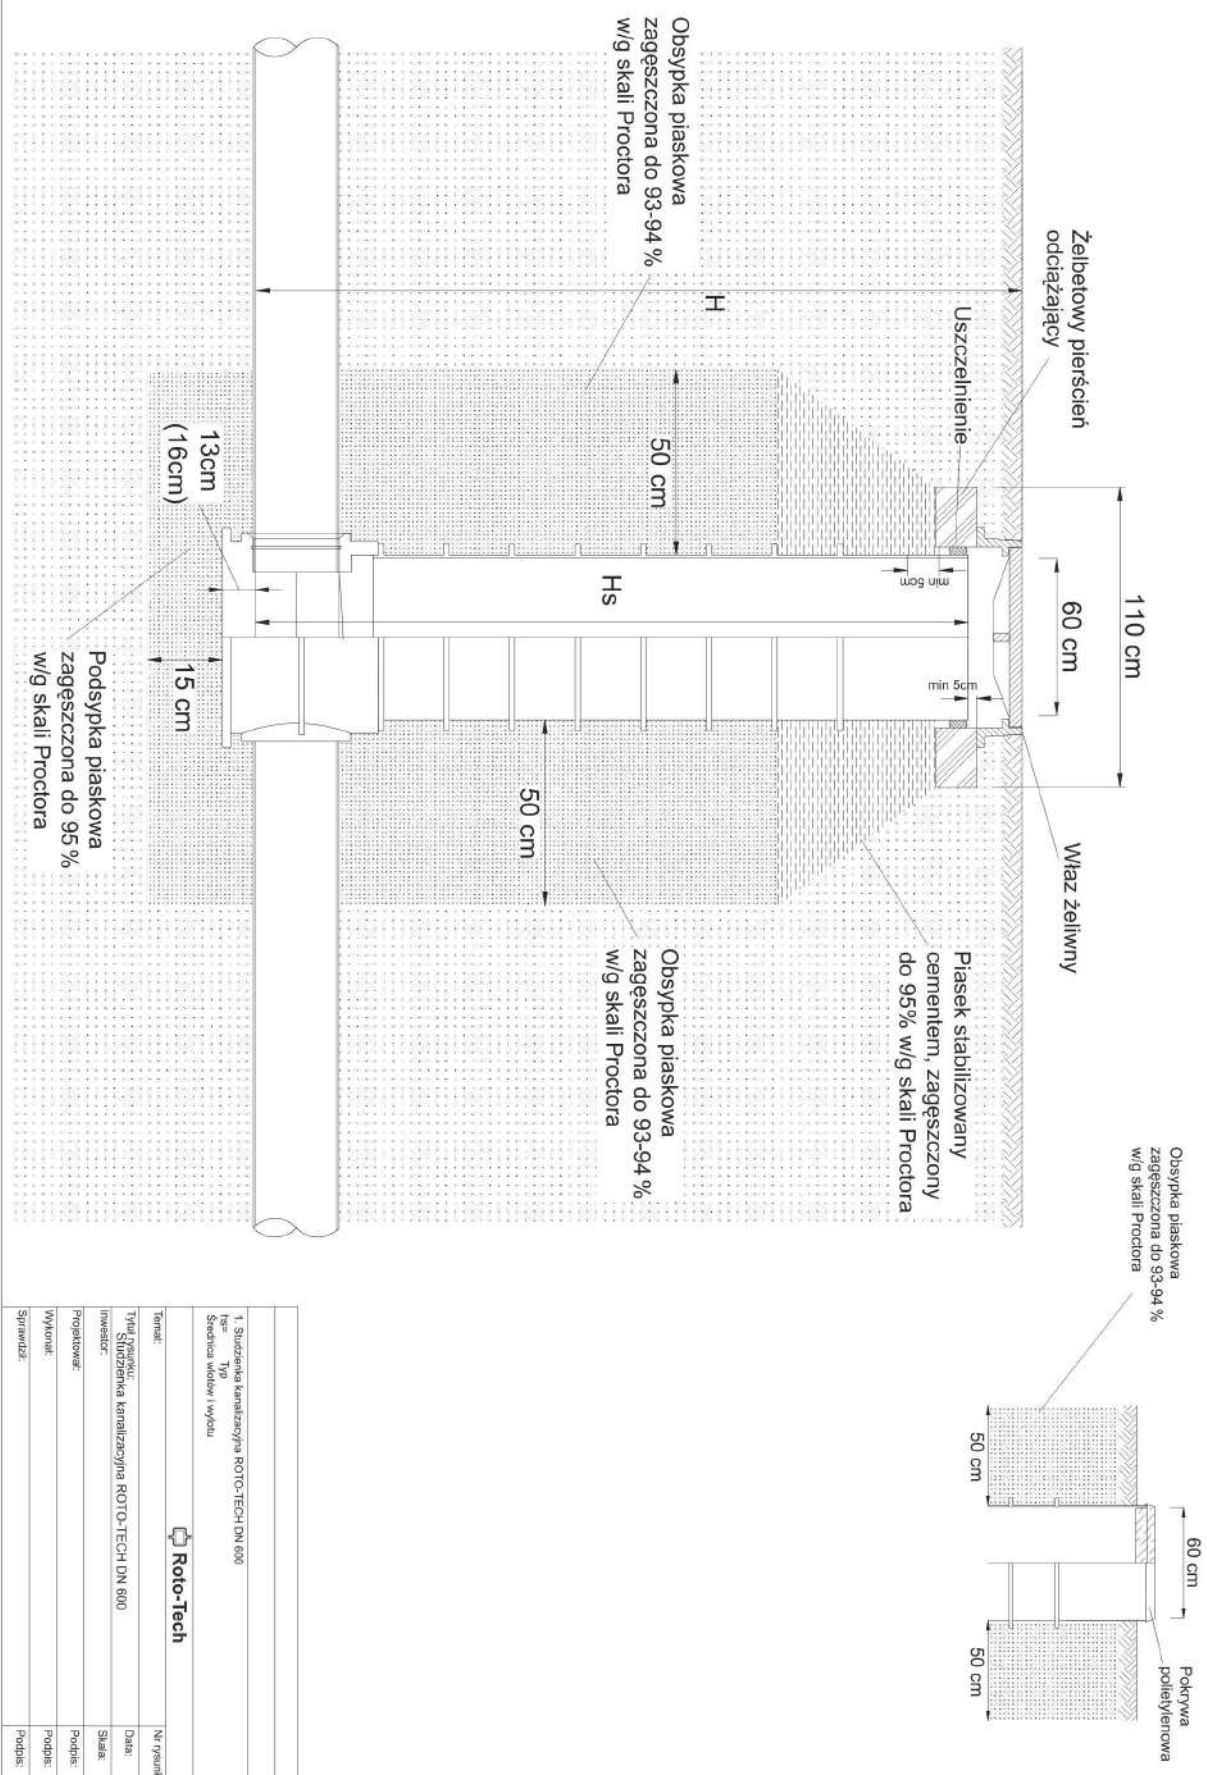 Obsypka piaskowa
zagęszczona do 93-94 %
w/g skali Proctora
Żelbetowy pierścień
odciążający
Uszczelnienie
H
110 cm
60 cm
Właz żeliwny
min 5cm
min 5cm
50 cm
Hs
Piasek stabilizowany
cementem, zagęszczony
do 95% w/g skali Proctora
50 cm
Obsypka piaskowa
zagęszczona do 93-94 %
w/g skali Proctora
13cm
(16cm)
15 cm
Podsypka piaskowa
zagęszczona do 95 %
w/g skali Proctora
Obsypka piaskowa
zagęszczona do 93-94 %
w/g skali Proctora
60 cm
Pokrywa
polietylenowa
50 cm
50 cm
1. Studzienka kanalizacyjna ROTO-TECH DN 600
hs= Typ
Średnica wlotów i wylotu
Roto-Tech
Temat:
Nr rysunk
Tytuł rysunku:
Studzienka kanalizacyjna ROTO-TECH DN 600
Data:
Inwestor:
Skala:
Projektował:
Podpis:
Wykonał:
Podpis:
Sprawdził:
Podpis: